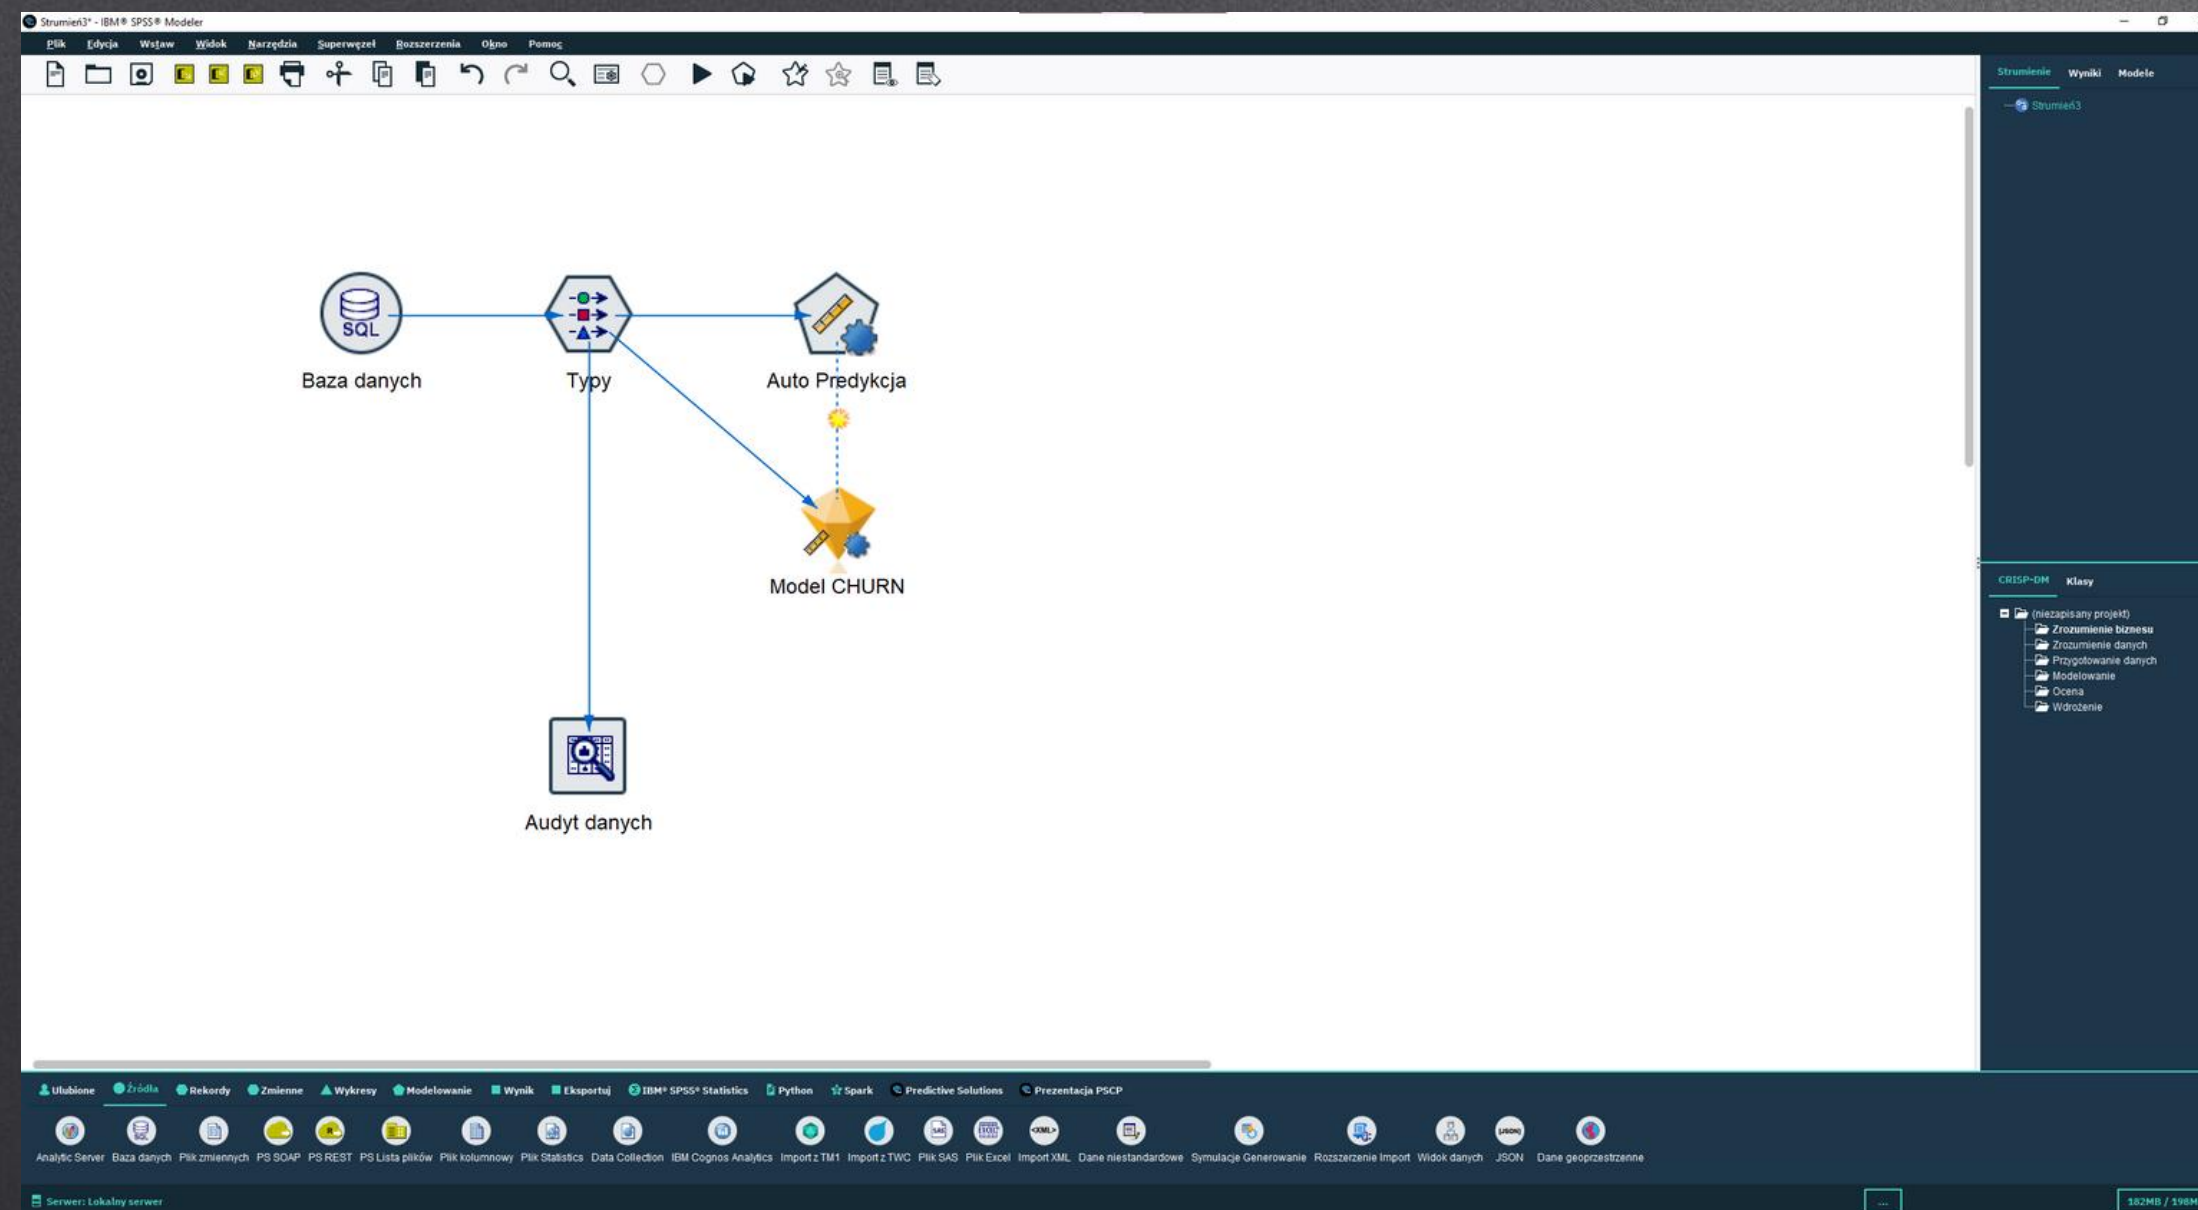 Strumień3* - IBM® SPSS® Modeler
Plik Edycja Wstaw Widok Narzędzia Superwęzeł Rozszerzenia Okno Pomoc
Strumienie Wyniki Modele
Strumień3
SQL
Baza danych Typy Auto Predykcja
Model CHURN
Audyt danych
CRISP-DM Klasy
(niezapisany projekt)
Zrozumienie biznesu
Zrozumienie danych
Przygotowanie danych
Modelowanie
Ocena
Wdrożenie
Ulubione Źródła Rekordy Zmienne Wykresy Modelowanie Wynik Eksportuj IBM® SPSS® Statistics Python Spark Predictive Solutions Prezentacja PSCP
Analytic Server Baza danych Plik zmiennych PS SOAP PS REST PS Lista plików Plik kolumnowy Plik Statistics Data Collection IBM Cognos Analytics Import z TM1 Import z TWC Plik SAS Plik Excel Import XML Dane niestandardowe Symulacje Generowanie Rozszerzenie Import Widok danych JSON Dane geoprzestrzenne
Serwer: Lokalny serwer ... 182MB / 198M